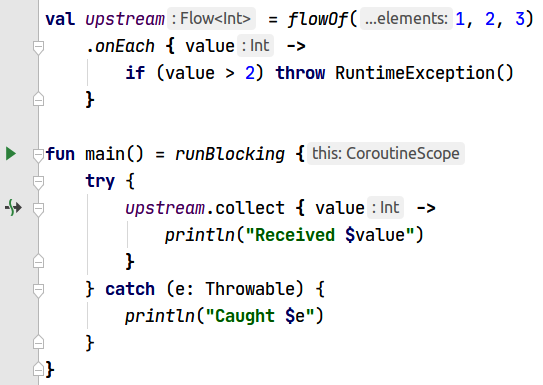 val upstream : Flow<Int> = flowOf( ...elements: 1, 2, 3)
    .onEach { value : Int ->
        if (value > 2) throw RuntimeException()
    }
fun main() = runBlocking { this: CoroutineScope
    try {
        upstream.collect { value : Int ->
            println("Received $value")
        }
    } catch (e: Throwable) {
        println("Caught $e")
    }
}